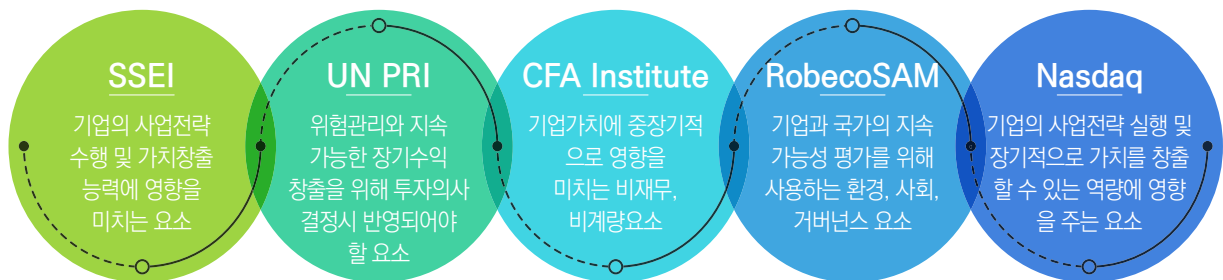 SSEI
기업의 사업전략
수행 및 가치창출
능력에 영향을
미치는 요소
UN PRI
위험관리와 지속
가능한 장기수익
창출을 위해 투자의사
결정시 반영되어야
할 요소
CFA Institute
기업가치에 중장기적
으로 영향을
미치는 비재무,
비계량요소
RobecoSAM
기업과 국가의 지속
가능성 평가를 위해
사용하는 환경, 사회,
거버넌스 요소
Nasdaq
기업의 사업전략 실행 및
장기적으로 가치를 창출
할 수 있는 역량에 영향
을 주는 요소